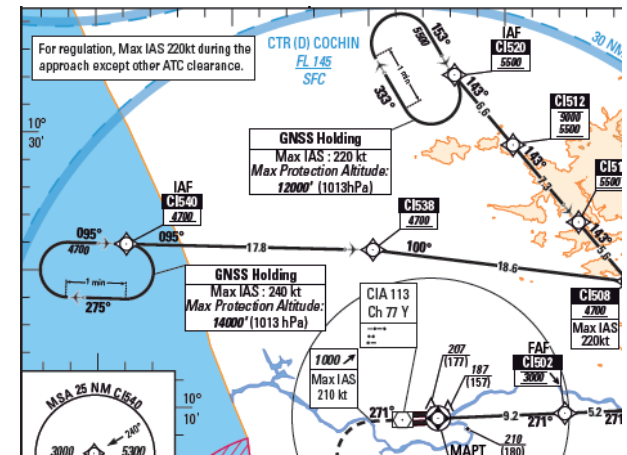 For regulation, Max IAS 220kt during the
approach except other ATC clearance.
CTR (D) COCHIN
FL 145
SFC
30 NM
153°
5500
1 min
333°
IAF
CI520
5500
143°
6.6
CI512
9000
5500
10°
30'
GNSS Holding
Max IAS : 220 kt
Max Protection Altitude:
12000' (1013hPa)
143°
7.3
5500
143°
5.6
IAF
CI540
4700
CI538
4700
095°
4700
095°
17.8
100°
18.6
1 min
275°
GNSS Holding
Max IAS : 240 kt
Max Protection Altitude:
14000' (1013 hPa)
CIA 113
Ch 77 Y
CI508
4700
Max IAS
220kt
1000
Max IAS
210 kt
207
(177)
187
(157)
FAF
CI502
3000
10°
10'
MSA 25 NM CI540
240°
3000
5300
271°
9.2
271°
5.2
271
MAPT
210
(180)